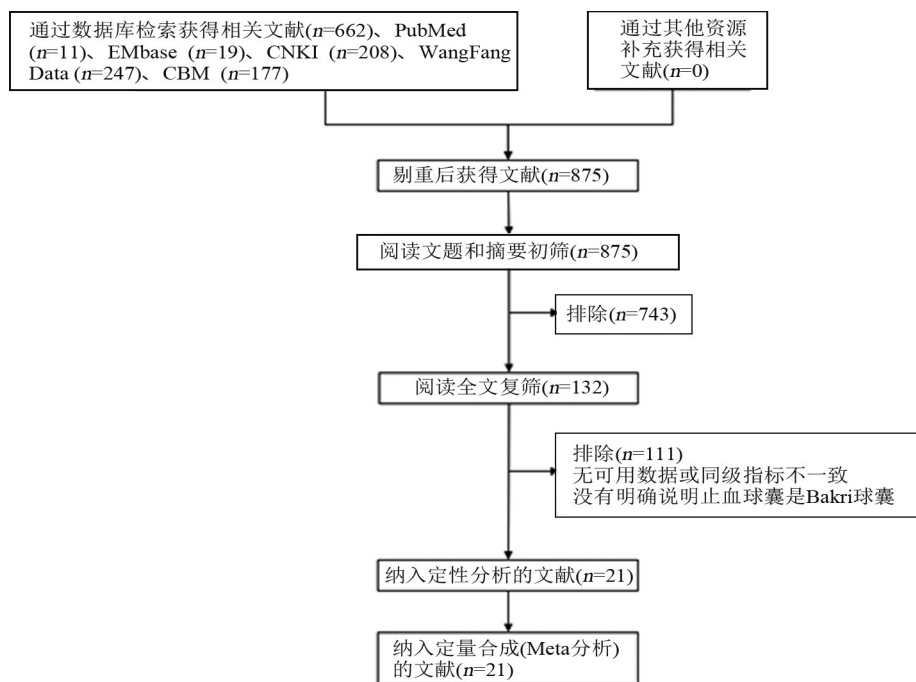 通过数据库检索获得相关文献(n=662)、PubMed
(n=11)、EMbase (n=19)、CNKI (n=208)、WangFang
Data (n=247)、CBM (n=177)
通过其他资源
补充获得相关
文献(n=0)
剔重后获得文献(n=875)
阅读文题和摘要初筛(n=875)
排除(n=743)
阅读全文复筛(n=132)
排除(n=111)
无可用数据或同级指标不一致
没有明确说明止血球囊是Bakri球囊
纳入定性分析的文献(n=21)
纳入定量合成(Meta分析)
的文献(n=21)